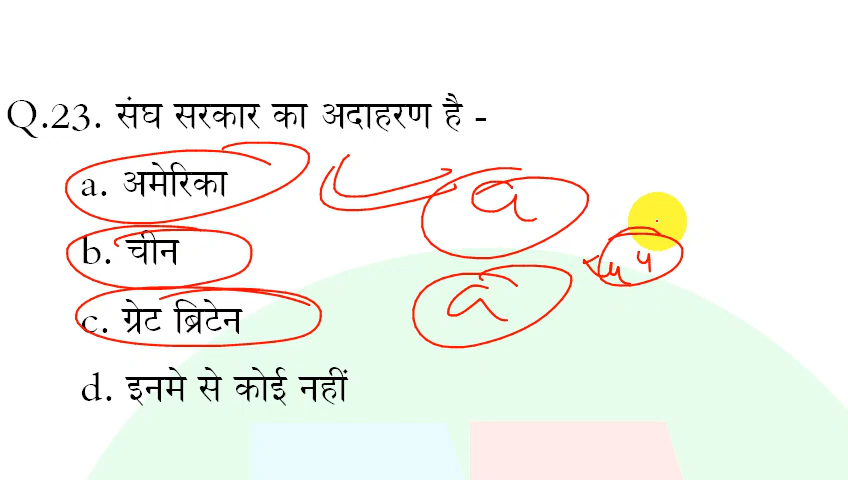 Q.23. संघ सरकार का अदाहरण है -
a. अमेरिका
a
b. चीन
c. ग्रेट ब्रिटेन
a
d. इनमे से कोई नहीं